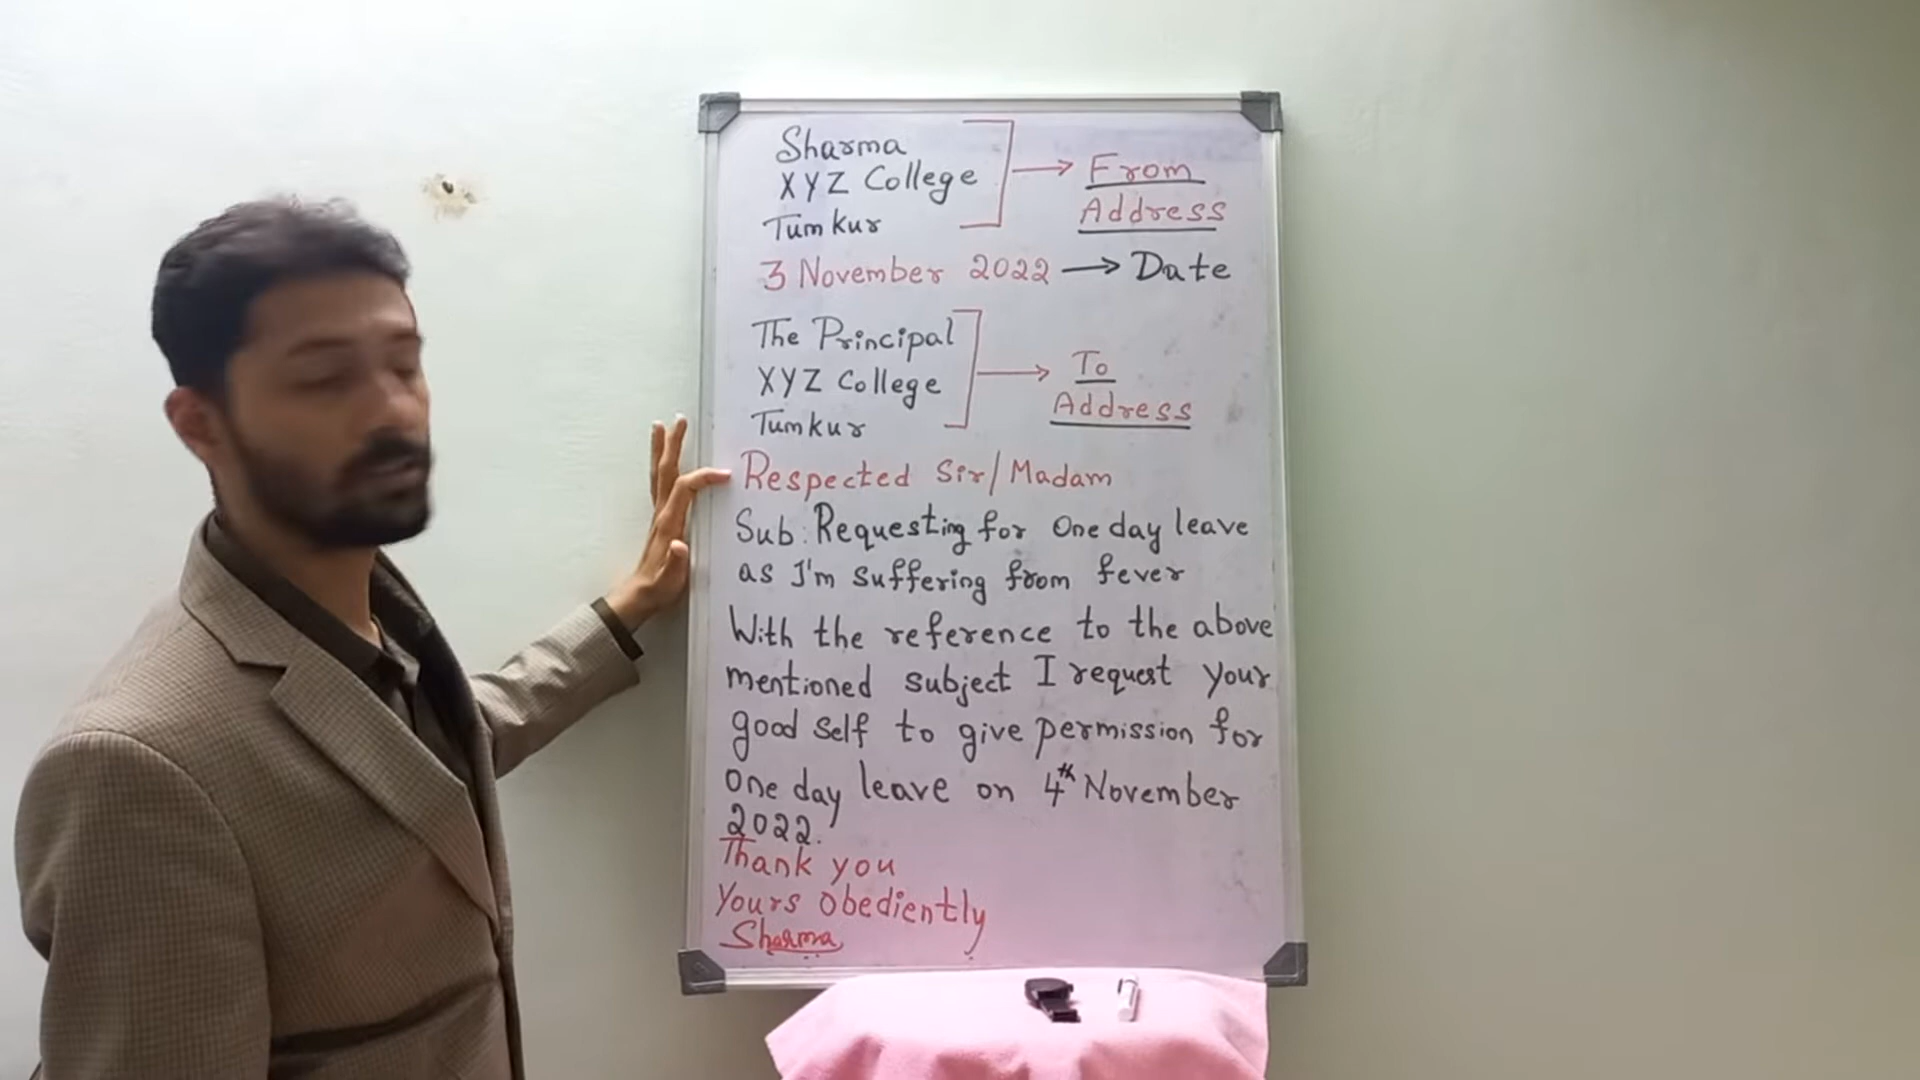 Sharma
XYZ College
Tumkur
From
Address
3 November 2022 → Date
The Principal
XYZ College
Tumkur
To
Address
Respected Sir/Madam
Sub: Requesting for One day leave
as I'm suffering from fever
With the reference to the above
mentioned subject I request your
good self to give permission for
One day leave on 4th November
2022.
Thank you
Yours Obediently
Sharma